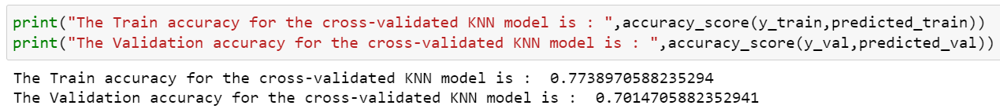 print("The Train accuracy for the cross-validated KNN model is : ",accuracy_score(y_train,predicted_train))
print("The Validation accuracy for the cross-validated KNN model is : ",accuracy_score(y_val,predicted_val))
The Train accuracy for the cross-validated KNN model is :  0.7738970588235294
The Validation accuracy for the cross-validated KNN model is :  0.7014705882352941